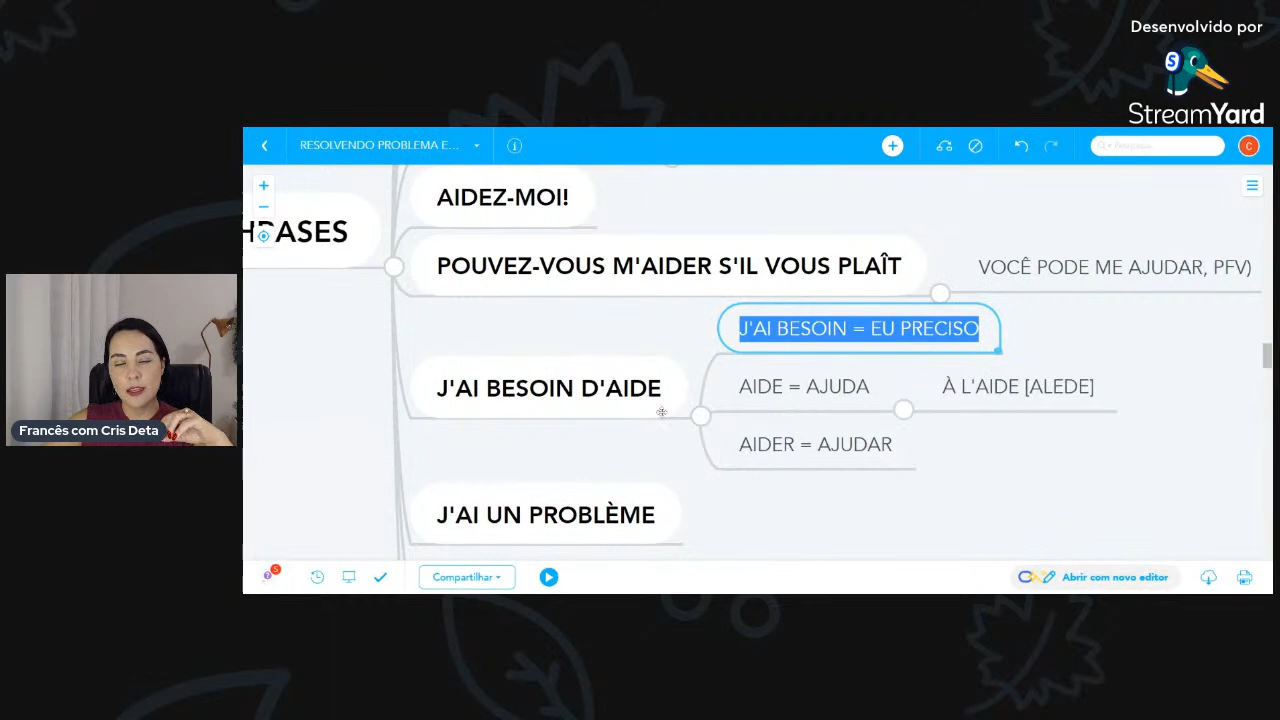 Desenvolvido por
StreamYard
RESOLVENDO PROBLEMA E...
C
AIDEZ-MOI!
PHRASES
POUVEZ-VOUS M'AIDER S'IL VOUS PLAÎT
VOCÊ PODE ME AJUDAR, PFV)
J'AI BESOIN = EU PRECISO
J'AI BESOIN D'AIDE
AIDE = AJUDA
À L'AIDE [ALEDE]
AIDER = AJUDAR
Francês com Cris Deta
J'AI UN PROBLÈME
5
Compartilhar
Abrir com novo editor